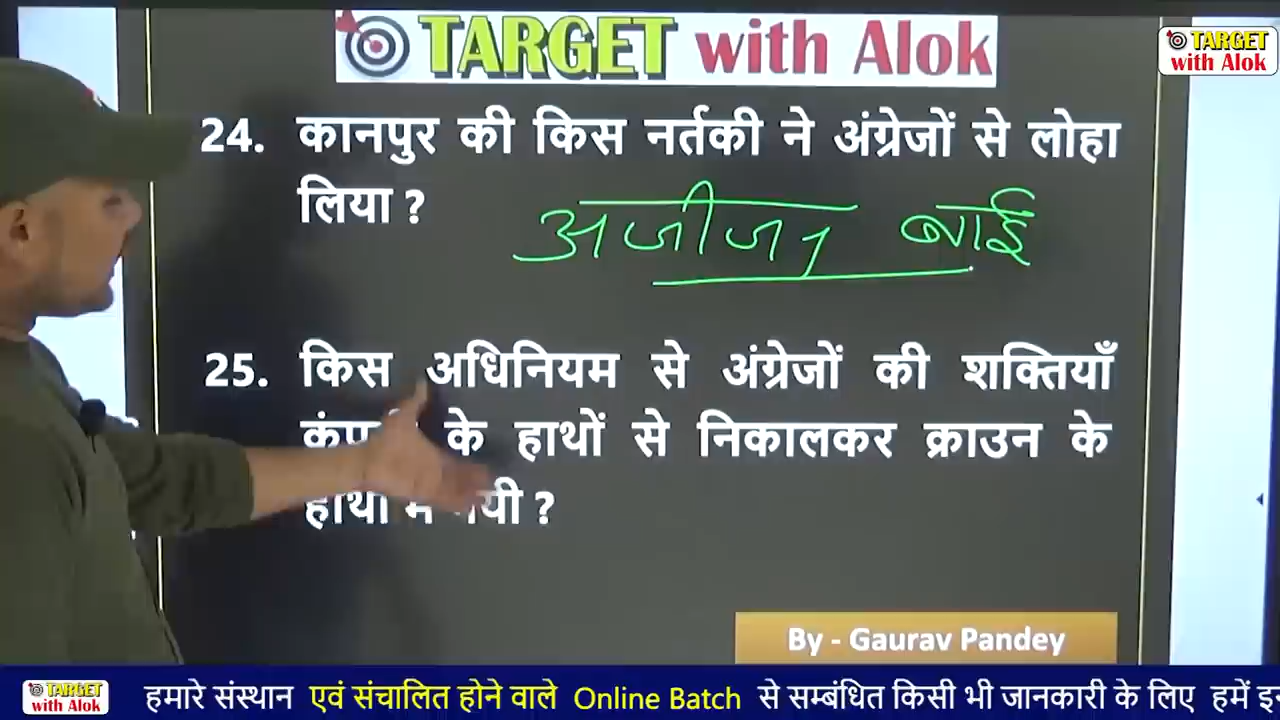 TARGET with Alok
TARGET
with Alok
24. कानपुर की किस नर्तकी ने अंग्रेजों से लोहा
लिया ?
अजीजन बाई
25. किस अधिनियम से अंग्रेजों की शक्तियाँ
के हाथों से निकालकर क्राउन के
?
By - Gaurav Pandey
TARGET
with Alok
हमारे संस्थान एवं संचालित होने वाले Online Batch से सम्बंधित किसी भी जानकारी के लिए हमें